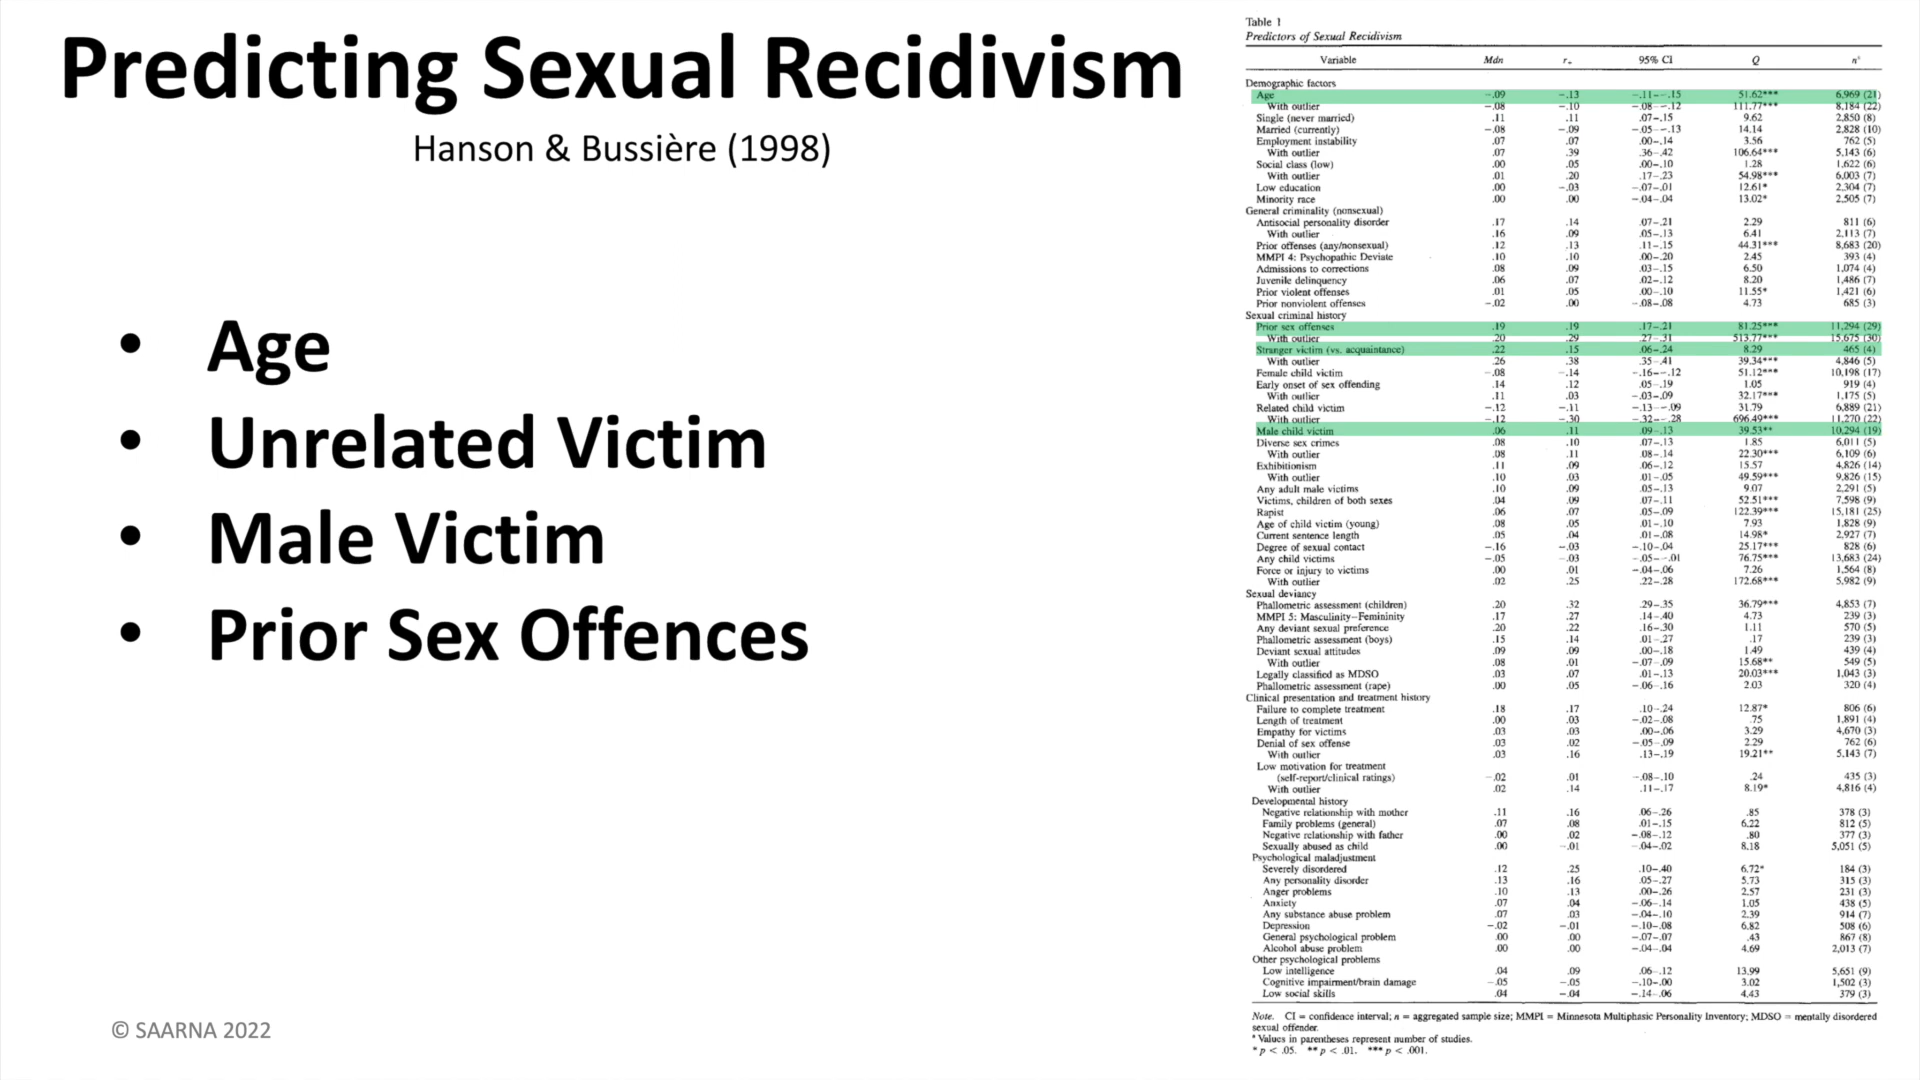 Predicting Sexual Recidivism
Hanson & Bussière (1998)
• Age
• Unrelated Victim
• Male Victim
• Prior Sex Offences
© SAARNA 2022
Table 1
Predictors of Sexual Recidivism
Variable Mdn r₊ 95% CI Q nᵃ
Demographic factors
Age −.09 −.13 −.11–−.15 51.62*** 6,969 (21)
With outlier −.08 −.10 −.08–−.12 111.77*** 8,184 (22)
Single (never married) .11 .11 .07–.15 9.62 2,850 (8)
Married (currently) −.08 −.09 −.05–−.13 14.14 2,828 (10)
Employment instability .07 .07 .00–.14 3.56 762 (5)
With outlier .07 .39 .36–.42 106.64*** 5,143 (6)
Social class (low) .00 .05 .00–.10 1.28 1,622 (6)
With outlier .01 .20 .17–.23 54.98*** 6,003 (7)
Low education .00 −.03 −.07–.01 12.61* 2,304 (7)
Minority race .00 .00 −.04–.04 13.02* 2,505 (7)
General criminality (nonsexual)
Antisocial personality disorder .17 .14 .07–.21 2.29 811 (6)
With outlier .16 .09 .05–.13 6.41 2,113 (7)
Prior offenses (any/nonsexual) .12 .13 .11–.15 44.31*** 8,683 (20)
MMPI 4: Psychopathic Deviate .10 .10 .00–.20 2.45 393 (4)
Admissions to corrections .08 .09 .03–.15 6.50 1,074 (4)
Juvenile delinquency .06 .07 .02–.12 8.20 1,486 (7)
Prior violent offenses .01 .05 .00–.10 11.55* 1,421 (6)
Prior nonviolent offenses −.02 .00 −.08–.08 4.73 685 (3)
Sexual criminal history
Prior sex offenses .19 .19 .17–.21 81.25*** 11,294 (29)
With outlier .20 .29 .27–.31 513.77*** 15,675 (30)
Stranger victim (vs. acquaintance) .22 .15 .06–.24 8.29 465 (4)
With outlier .26 .38 .35–.41 39.34*** 4,846 (5)
Female child victim −.08 −.14 −.16–−.12 51.12*** 10,198 (17)
Early onset of sex offending .14 .12 .05–.19 1.05 919 (4)
With outlier .11 .03 −.03–.09 32.17*** 1,175 (5)
Related child victim −.12 −.11 −.13–−.09 31.79 6,889 (21)
With outlier −.12 −.30 −.32–−.28 696.49*** 11,270 (22)
Male child victim .06 .11 .09–.13 39.53** 10,294 (19)
Diverse sex crimes .08 .10 .07–.13 1.85 6,011 (5)
With outlier .08 .11 .08–.14 22.30*** 6,109 (6)
Exhibitionism .11 .09 .06–.12 15.57 4,826 (14)
With outlier .10 .03 .01–.05 49.59*** 9,826 (15)
Any adult male victims .10 .09 .05–.13 9.07 2,291 (5)
Victims, children of both sexes .04 .09 .07–.11 52.51*** 7,598 (9)
Rapist .06 .07 .05–.09 122.39*** 15,181 (25)
Age of child victim (young) .08 .05 .01–.10 7.93 1,828 (9)
Current sentence length .05 .04 .01–.08 14.98* 2,927 (7)
Degree of sexual contact −.16 −.03 −.10–.04 25.17*** 828 (6)
Any child victims −.05 −.03 −.05–−.01 76.75*** 13,683 (24)
Force or injury to victims .00 .01 −.04–.06 7.26 1,564 (8)
With outlier .02 .25 .22–.28 172.68*** 5,982 (9)
Sexual deviancy
Phallometric assessment (children) .20 .32 .29–.35 36.79*** 4,853 (7)
MMPI 5: Masculinity–Femininity .17 .27 .14–.40 4.73 239 (3)
Any deviant sexual preference .20 .22 .16–.30 1.11 570 (5)
Phallometric assessment (boys) .15 .14 .01–.27 .17 239 (3)
Deviant sexual attitudes .09 .09 .00–.18 1.49 439 (4)
With outlier .08 .01 −.07–.09 15.68** 549 (5)
Legally classified as MDSO .03 .07 .01–.13 20.03*** 1,043 (3)
Phallometric assessment (rape) .00 .05 −.06–.16 2.03 320 (4)
Clinical presentation and treatment history
Failure to complete treatment .18 .17 .10–.24 12.87* 806 (6)
Length of treatment .00 .03 −.02–.08 .75 1,891 (4)
Empathy for victims .03 .03 .00–.06 3.29 4,670 (3)
Denial of sex offense .03 .02 −.05–.09 2.29 762 (6)
With outlier .03 .16 .13–.19 19.21** 5,143 (7)
Low motivation for treatment
(self-report/clinical ratings) −.02 .01 −.08–.10 .24 435 (3)
With outlier .02 .14 .11–.17 8.19* 4,816 (4)
Developmental history
Negative relationship with mother .11 .16 .06–.26 .85 378 (3)
Family problems (general) .07 .08 .01–.15 6.22 812 (5)
Negative relationship with father .00 .02 −.08–.12 .80 377 (3)
Sexually abused as child .00 −.01 −.04–.02 8.18 5,051 (5)
Psychological maladjustment
Severely disordered .12 .25 .10–.40 6.72* 184 (3)
Any personality disorder .13 .16 .05–.27 5.73 315 (3)
Anger problems .10 .13 .00–.26 2.57 231 (3)
Anxiety .07 .04 −.06–.14 1.05 438 (5)
Any substance abuse problem .07 .03 −.04–.10 2.39 914 (7)
Depression −.02 −.01 −.10–.08 6.82 508 (6)
General psychological problem .00 .00 −.07–.07 .43 867 (8)
Alcohol abuse problem .00 .00 −.04–.04 4.69 2,013 (7)
Other psychological problems
Low intelligence .04 .09 .06–.12 13.99 5,651 (9)
Cognitive impairment/brain damage −.05 −.05 −.10–.00 3.02 1,502 (3)
Low social skills .04 −.04 −.14–.06 4.43 379 (3)
Note. CI = confidence interval; n = aggregated sample size; MMPI = Minnesota Multiphasic Personality Inventory; MDSO = mentally disordered
sexual offender.
ᵃ Values in parentheses represent number of studies.
* p < .05. ** p < .01. *** p < .001.